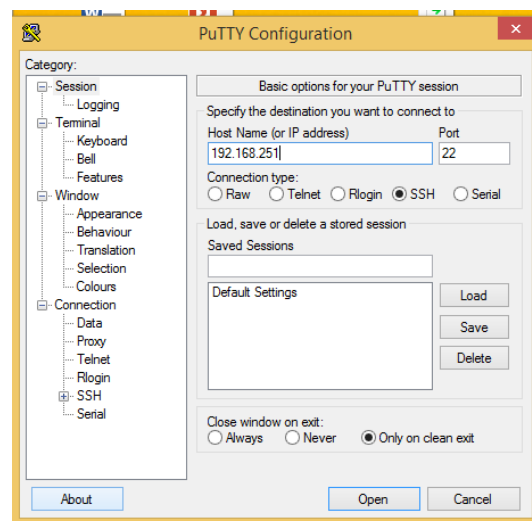 PuTTY Configuration
Category:
Session
Logging
Terminal
Keyboard
Bell
Features
Window
Appearance
Behaviour
Translation
Selection
Colours
Connection
Data
Proxy
Telnet
Rlogin
SSH
Serial
Basic options for your PuTTY session
Specify the destination you want to connect to
Host Name (or IP address) Port
192.168.251 22
Connection type:
Raw Telnet Rlogin SSH Serial
Load, save or delete a stored session
Saved Sessions
Default Settings
Load
Save
Delete
Close window on exit:
Always Never Only on clean exit
About Open Cancel